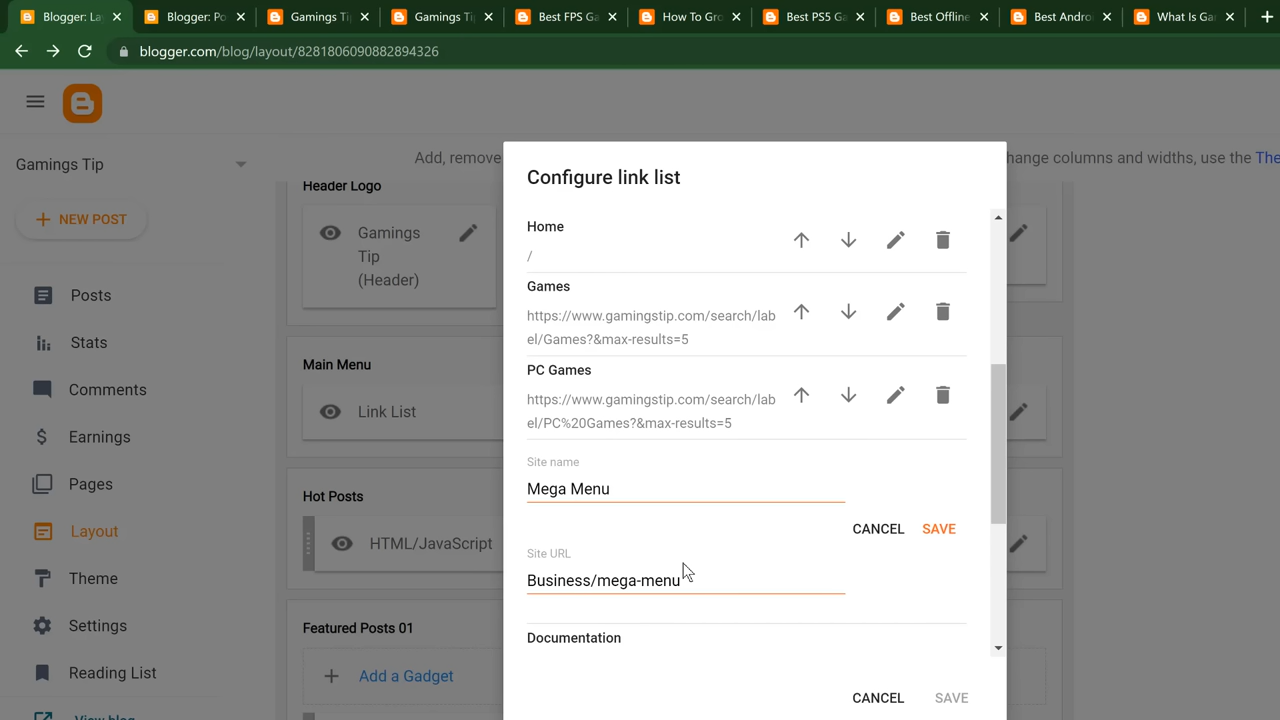 Blogger: La
Blogger: Po
Gamings Ti
Gamings T
Best FPS Ga
How To Gro
Best PS5 Ga
Best Offline
Best Andro
What Is Ga
blogger.com/blog/layout/8281806090882894326
Gamings Tip
Add, remove
hange columns and widths, use the The
NEW POST
Posts
Stats
Comments
Earnings
Pages
Layout
Theme
Settings
Reading List
View blog
Header Logo
Gamings
Tip
(Header)
Main Menu
Link List
Hot Posts
HTML/JavaScript
Featured Posts 01
Add a Gadget
Configure link list
Home
/
Games
https://www.gamingstip.com/search/lab
el/Games?&max-results=5
PC Games
https://www.gamingstip.com/search/lab
el/PC%20Games?&max-results=5
Site name
Mega Menu
CANCEL SAVE
Site URL
Business/mega-menu
Documentation
CANCEL SAVE